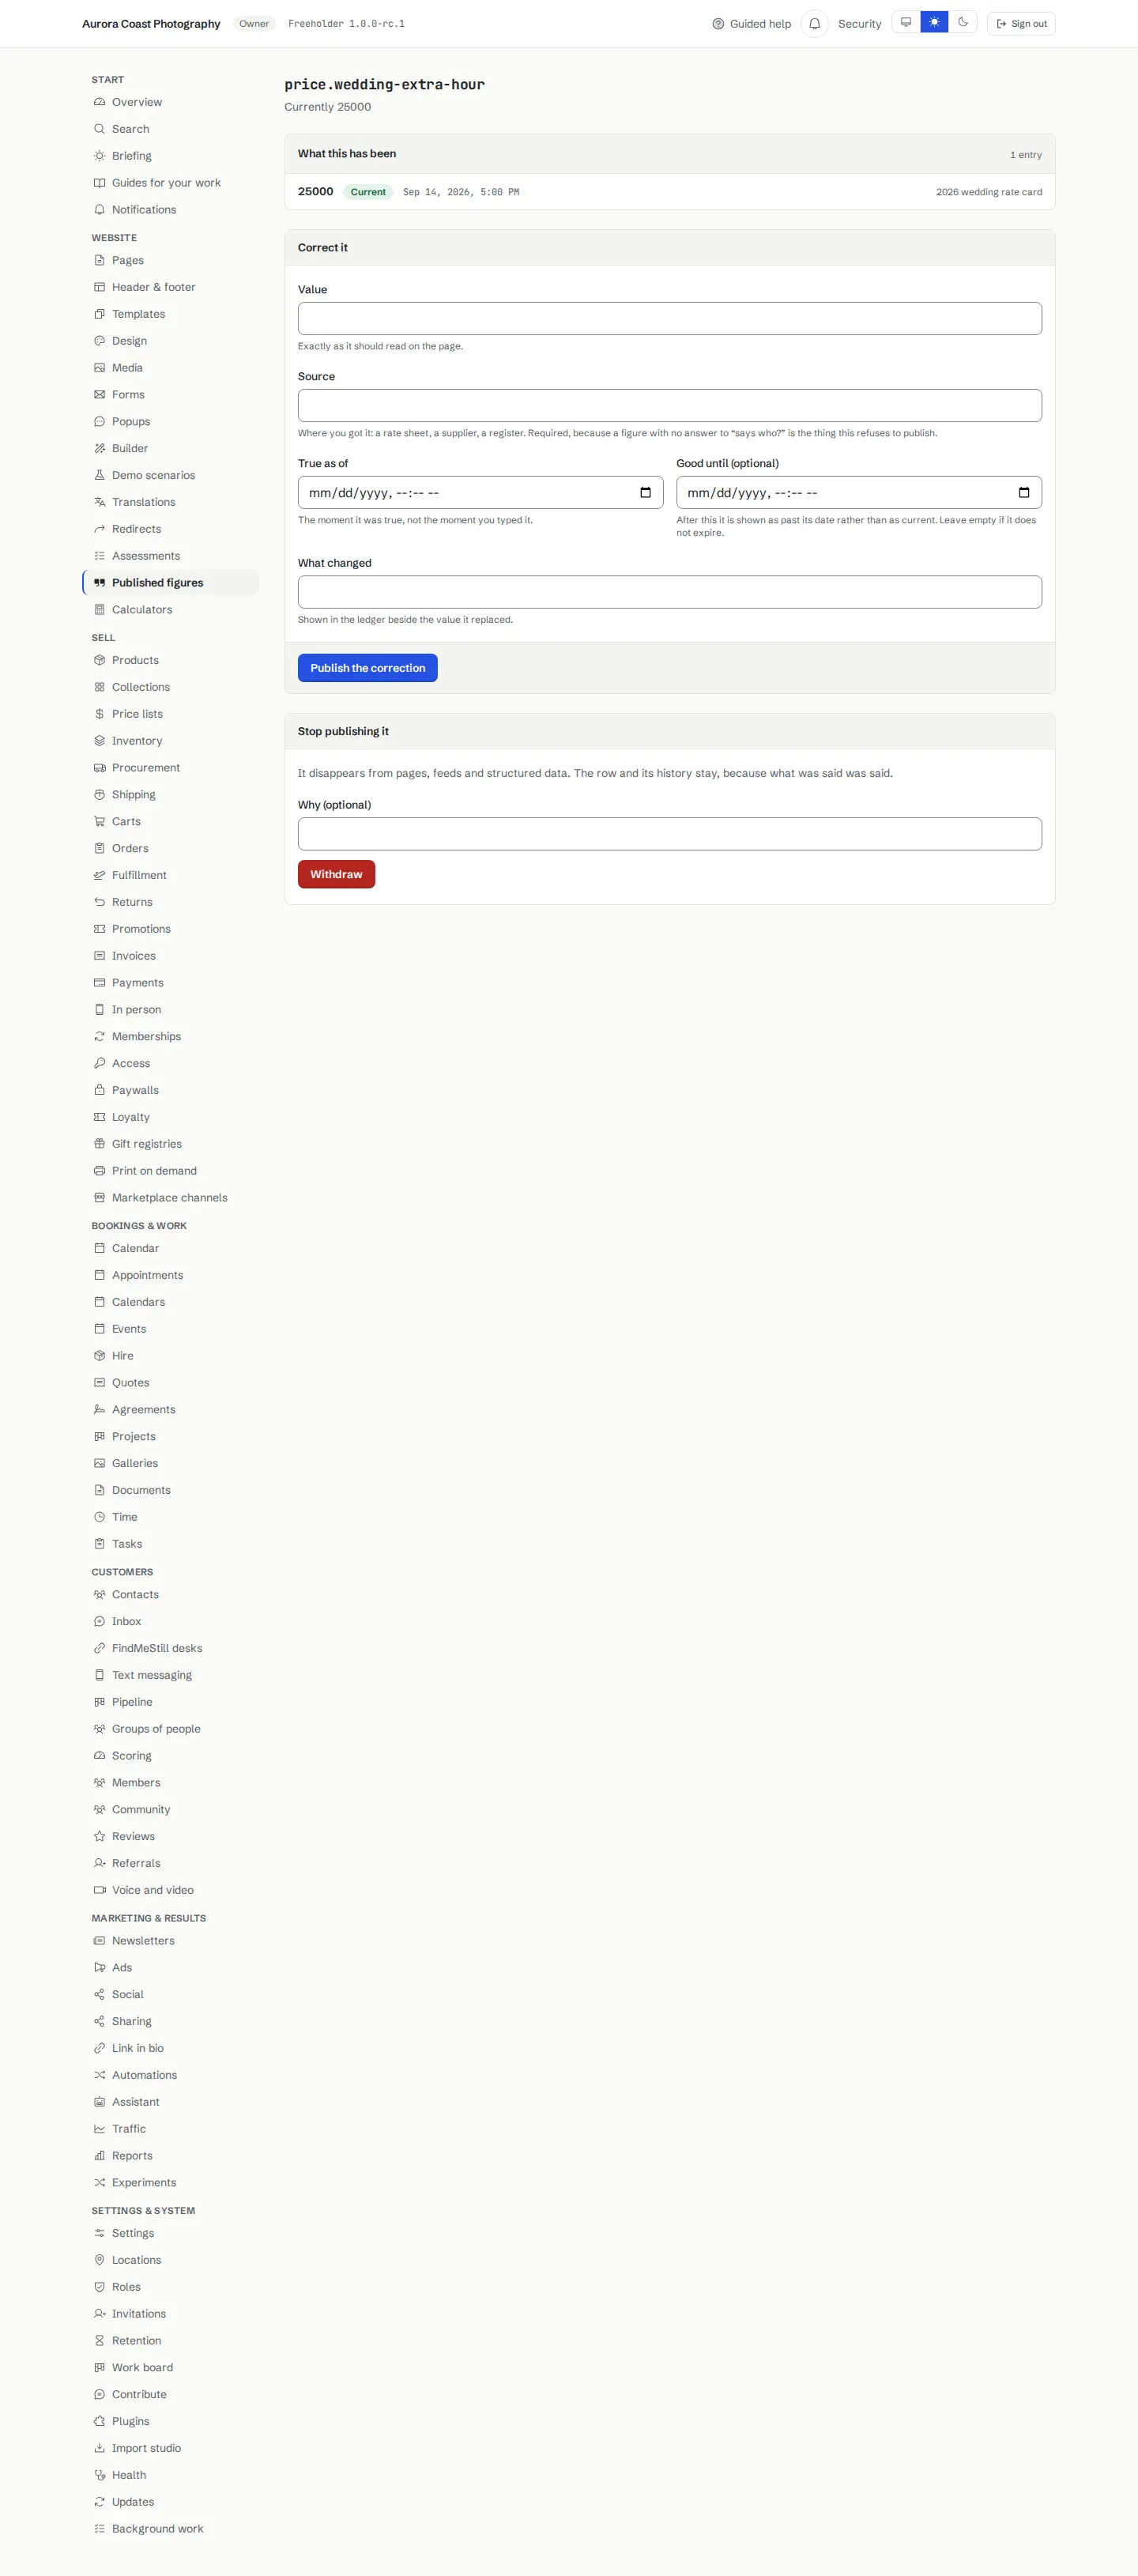 Aurora Coast Photography Owner Freeholder 1.0.0-rc.1 Guided help Security Sign out
START
Overview
Search
Briefing
Guides for your work
Notifications
WEBSITE
Pages
Header & footer
Templates
Design
Media
Forms
Popups
Builder
Demo scenarios
Translations
Redirects
Assessments
Published figures
Calculators
SELL
Products
Collections
Price lists
Inventory
Procurement
Shipping
Carts
Orders
Fulfillment
Returns
Promotions
Invoices
Payments
In person
Memberships
Access
Paywalls
Loyalty
Gift registries
Print on demand
Marketplace channels
BOOKINGS & WORK
Calendar
Appointments
Calendars
Events
Hire
Quotes
Agreements
Projects
Galleries
Documents
Time
Tasks
CUSTOMERS
Contacts
Inbox
FindMeStill desks
Text messaging
Pipeline
Groups of people
Scoring
Members
Community
Reviews
Referrals
Voice and video
MARKETING & RESULTS
Newsletters
Ads
Social
Sharing
Link in bio
Automations
Assistant
Traffic
Reports
Experiments
SETTINGS & SYSTEM
Settings
Locations
Roles
Invitations
Retention
Work board
Contribute
Plugins
Import studio
Health
Updates
Background work
price.wedding-extra-hour
Currently 25000
What this has been 1 entry
25000 Current Sep 14, 2026, 5:00 PM 2026 wedding rate card
Correct it
Value
Exactly as it should read on the page.
Source
Where you got it: a rate sheet, a supplier, a register. Required, because a figure with no answer to “says who?” is the thing this refuses to publish.
True as of Good until (optional)
mm/dd/yyyy, --:-- -- mm/dd/yyyy, --:-- --
The moment it was true, not the moment you typed it. After this it is shown as past its date rather than as current. Leave empty if it does
not expire.
What changed
Shown in the ledger beside the value it replaced.
Publish the correction
Stop publishing it
It disappears from pages, feeds and structured data. The row and its history stay, because what was said was said.
Why (optional)
Withdraw